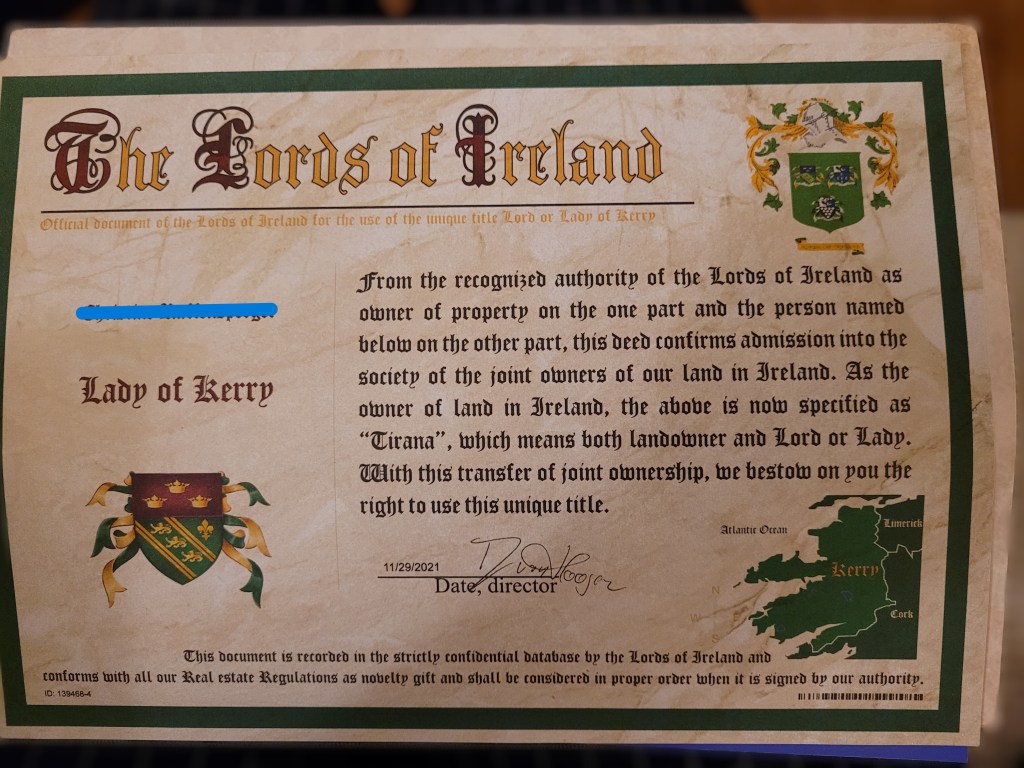 The Lords of Ireland
Official document of the Lords of Ireland for the use of the unique title Lord or Lady of Kerry
Lady of Kerry
From the recognized authority of the Lords of Ireland as
owner of property on the one part and the person named
below on the other part, this deed confirms admission into the
society of the joint owners of our land in Ireland. As the
owner of land in Ireland, the above is now specified as
“Tirana”, which means both landowner and Lord or Lady.
With this transfer of joint ownership, we bestow on you the
right to use this unique title.
11/29/2021
Date, director
Atlantic Ocean
Limerick
Kerry
Cork
N
W
S
This document is recorded in the strictly confidential database by the Lords of Ireland and
conforms with all our Real estate Regulations as novelty gift and shall be considered in proper order when it is signed by our authority.
ID: 139468-4